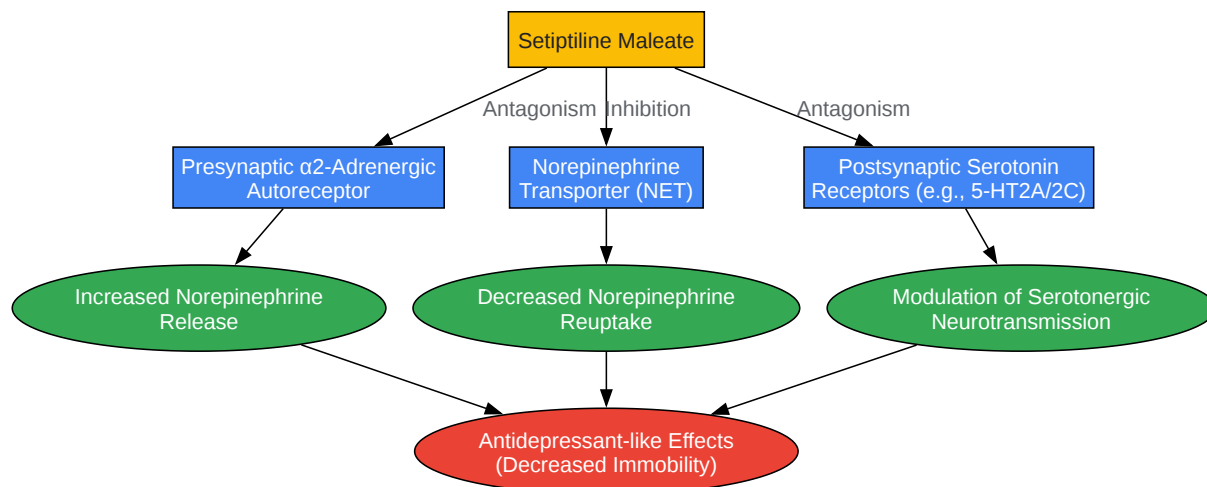 Setiptiline Maleate
Antagonism
Inhibition
Antagonism
Presynaptic α2-Adrenergic
Autoreceptor
Norepinephrine
Transporter (NET)
Postsynaptic Serotonin
Receptors (e.g., 5-HT2A/2C)
Increased Norepinephrine
Release
Decreased Norepinephrine
Reuptake
Modulation of Serotonergic
Neurotransmission
Antidepressant-like Effects
(Decreased Immobility)